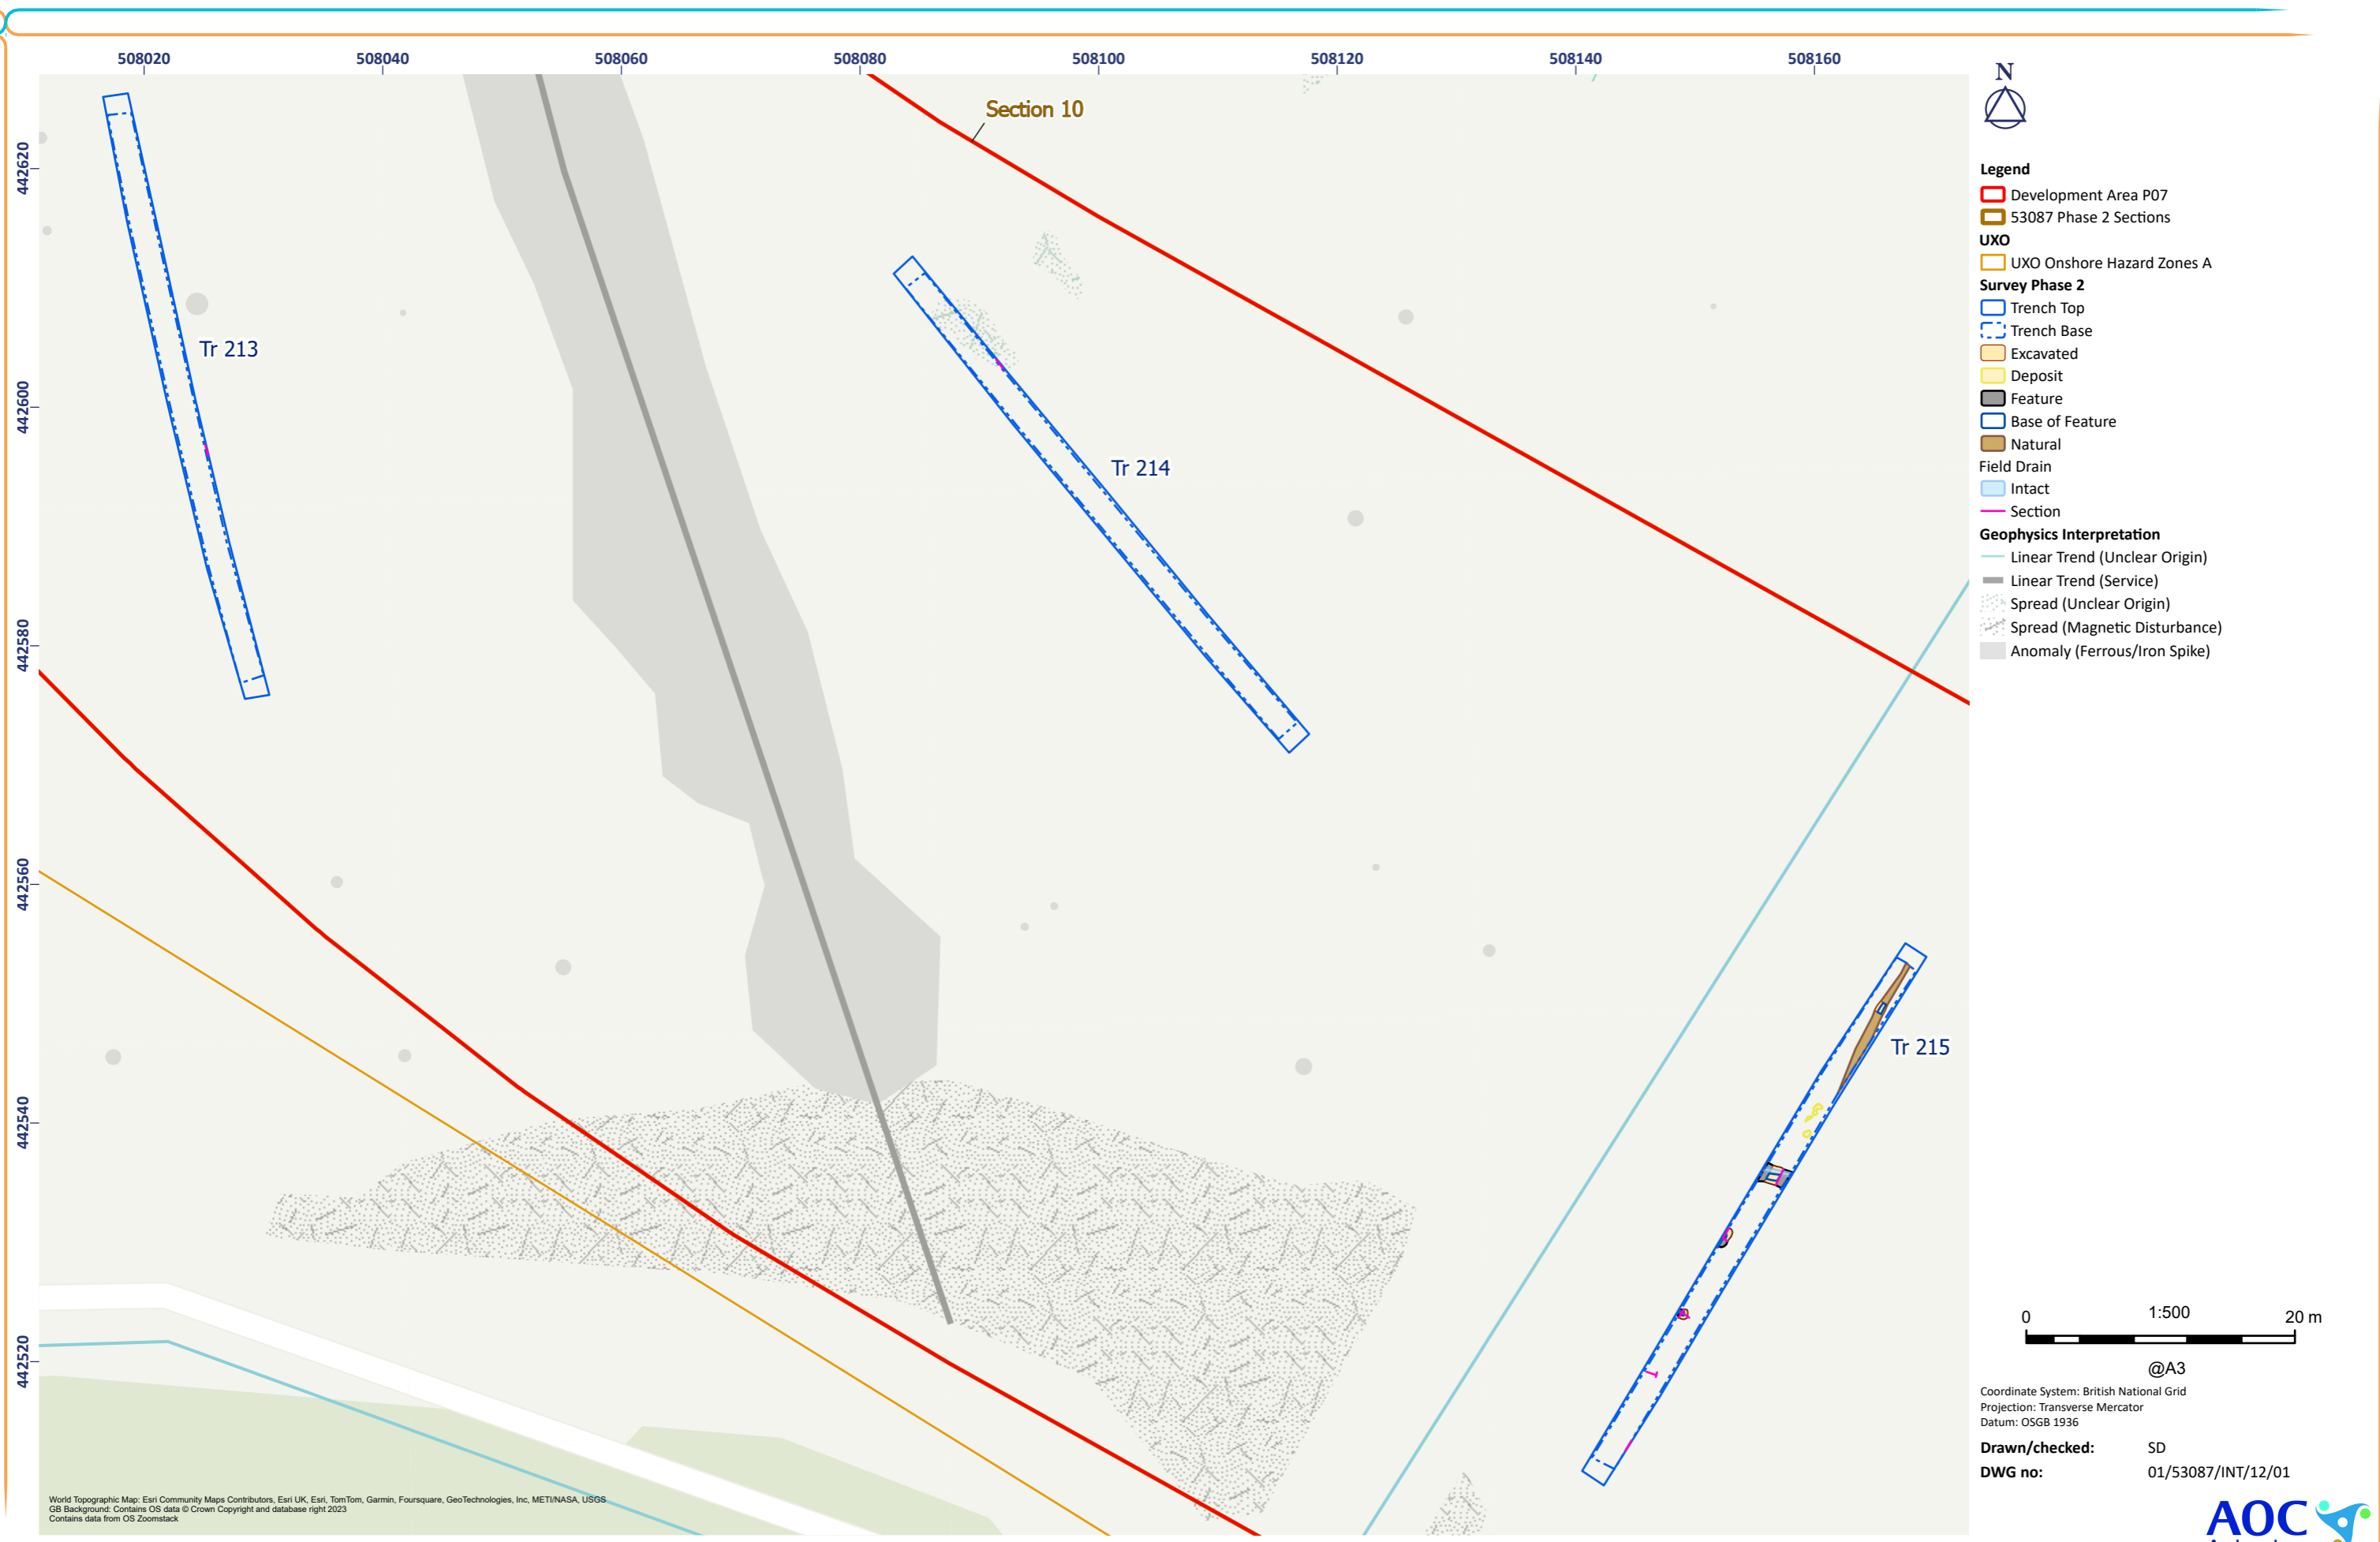 508020 508040 508060 508080 508100 508120 508140 508160
442620
442600
442580
442560
442540
442520
Section 10
Tr 213
Tr 214
Tr 215
N
Legend
Development Area P07
53087 Phase 2 Sections
UXO
UXO Onshore Hazard Zones A
Survey Phase 2
Trench Top
Trench Base
Excavated
Deposit
Feature
Base of Feature
Natural
Field Drain
Intact
Section
Geophysics Interpretation
Linear Trend (Unclear Origin)
Linear Trend (Service)
Spread (Unclear Origin)
Spread (Magnetic Disturbance)
Anomaly (Ferrous/Iron Spike)
0 1:500 20 m
@A3
Coordinate System: British National Grid
Projection: Transverse Mercator
Datum: OSGB 1936
Drawn/checked: SD
DWG no: 01/53087/INT/12/01
AOC
World Topographic Map: Esri Community Maps Contributors, Esri UK, Esri, TomTom, Garmin, Foursquare, GeoTechnologies, Inc, METI/NASA, USGS
GB Background: Contains OS data © Crown Copyright and database right 2023
Contains data from OS Zoomstack